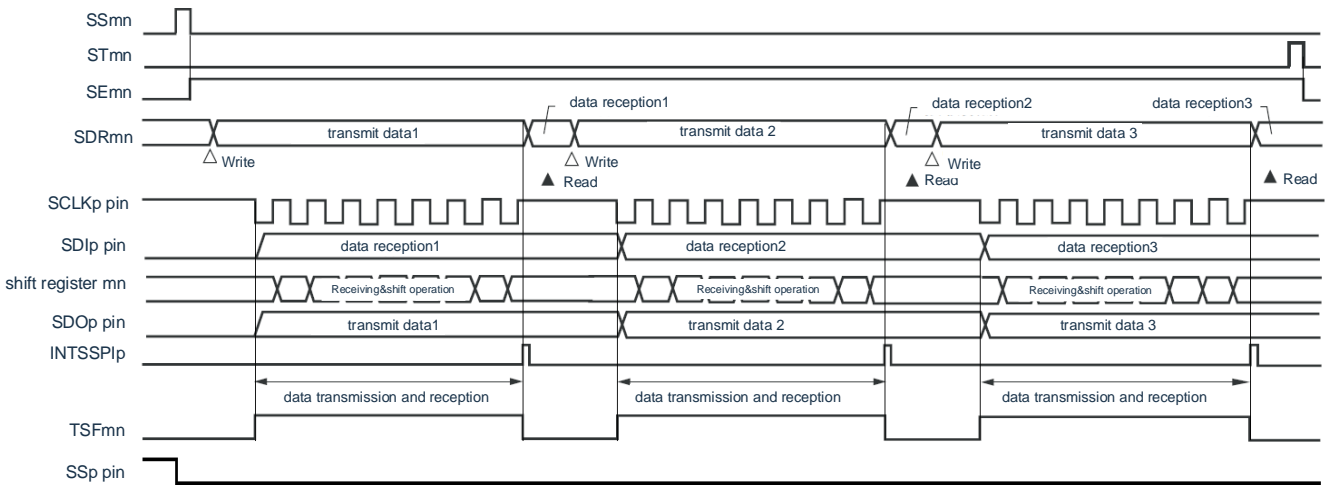 SSmn
STmn
SEmn
data reception1
data reception2
data reception3
SDRmn
transmit data1
transmit data 2
transmit data 3
Write
Write
Write
Read
Read
Read
SCLKp pin
SDIp pin
data reception1
data reception2
data reception3
shift register mn
Receiving&shift operation
Receiving&shift operation
Receiving&shift operation
SDOp pin
transmit data1
transmit data 2
transmit data 3
INTSSPIp
data transmission and reception
data transmission and reception
data transmission and reception
TSFmn
SSp pin